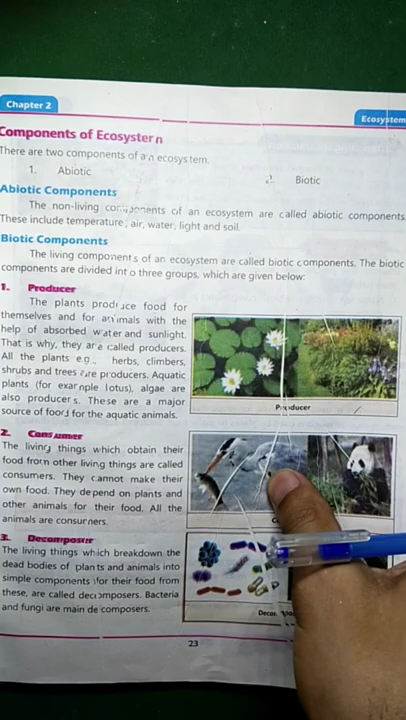 Chapter 2
Ecosystem
Components of Ecosystem
There are two components of an ecosystem.
1. Abiotic
2. Biotic
Abiotic Components
The non-living components of an ecosystem are called abiotic components.
These include temperature, air, water, light and soil.
Biotic Components
The living components of an ecosystem are called biotic components. The biotic
components are divided into three groups, which are given below:
1. Producer
The plants produce food for
themselves and for animals with the
help of absorbed water and sunlight.
That is why, they are called producers.
All the plants e.g., herbs, climbers,
shrubs and trees are producers. Aquatic
plants (for example lotus), algae are
also producers. These are a major
source of food for the aquatic animals.
Producer
2. Consumer
The living things which obtain their
food from other living things are called
consumers. They cannot make their
own food. They depend on plants and
other animals for their food. All the
animals are consumers.
3. Decomposer
The living things which breakdown the
dead bodies of plants and animals into
simple components for their food from
these, are called decomposers. Bacteria
and fungi are main decomposers.
23